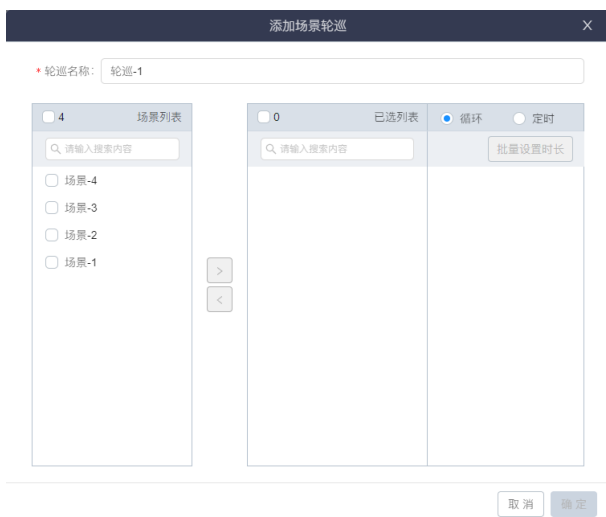 添加场景轮巡 X
* 轮巡名称： 轮巡-1
4 场景列表 0 已选列表 循环 定时
请输入搜索内容 请输入搜索内容 批量设置时长
场景-4
场景-3
场景-2
场景-1
>
<
取消 确定